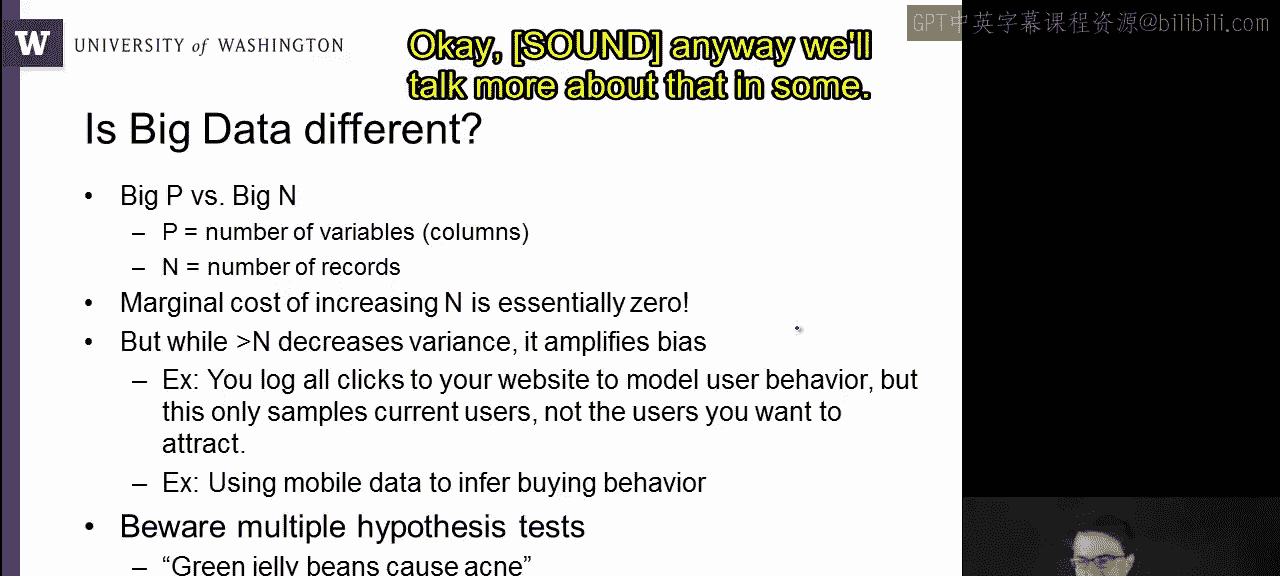 W UNIVERSITY of WASHINGTON
Okay, [SOUND] anyway we'll
talk more about that in some.
GPT中英字幕课程资源@bilibili.com
Is Big Data different?
• Big P vs. Big N
– P = number of variables (columns)
– N = number of records
• Marginal cost of increasing N is essentially zero!
• But while >N decreases variance, it amplifies bias
– Ex: You log all clicks to your website to model user behavior, but
this only samples current users, not the users you want to
attract.
– Ex: Using mobile data to infer buying behavior
• Beware multiple hypothesis tests
– “Green jelly beans cause acne”